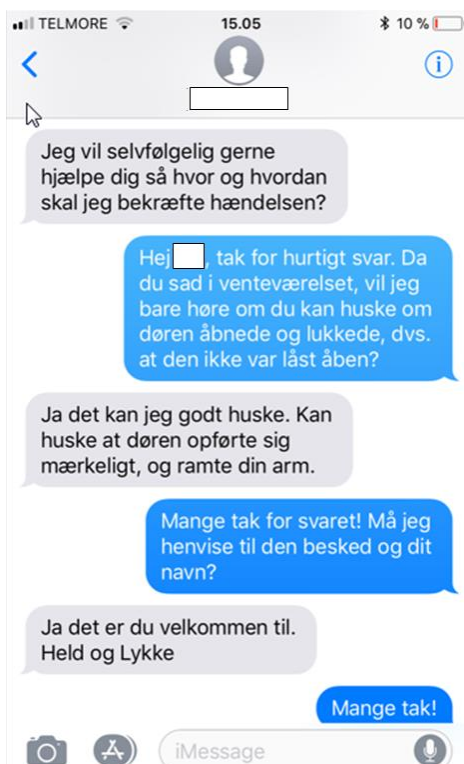 TELMORE 15.05 10 %
Jeg vil selvfølgelig gerne
hjælpe dig så hvor og hvordan
skal jeg bekræfte hændelsen?
Hej , tak for hurtigt svar. Da
du sad i venteværelset, vil jeg
bare høre om du kan huske om
døren åbnede og lukkede, dvs.
at den ikke var låst åben?
Ja det kan jeg godt huske. Kan
huske at døren opførte sig
mærkeligt, og ramte din arm.
Mange tak for svaret! Må jeg
henvise til den besked og dit
navn?
Ja det er du velkommen til.
Held og Lykke
Mange tak!
iMessage